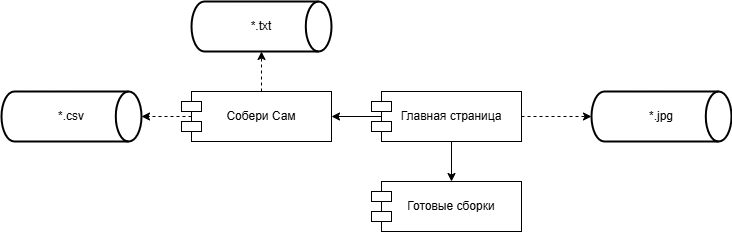 *.txt
*.csv
Собери Сам
Главная страница
*.jpg
Готовые сборки